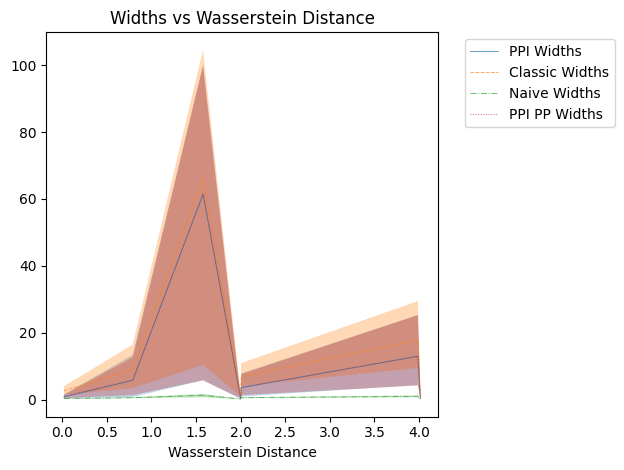 Widths vs Wasserstein Distance
PPI Widths
Classic Widths
Naive Widths
PPI PP Widths
100
80
60
40
20
0
0.0 0.5 1.0 1.5 2.0 2.5 3.0 3.5 4.0
Wasserstein Distance